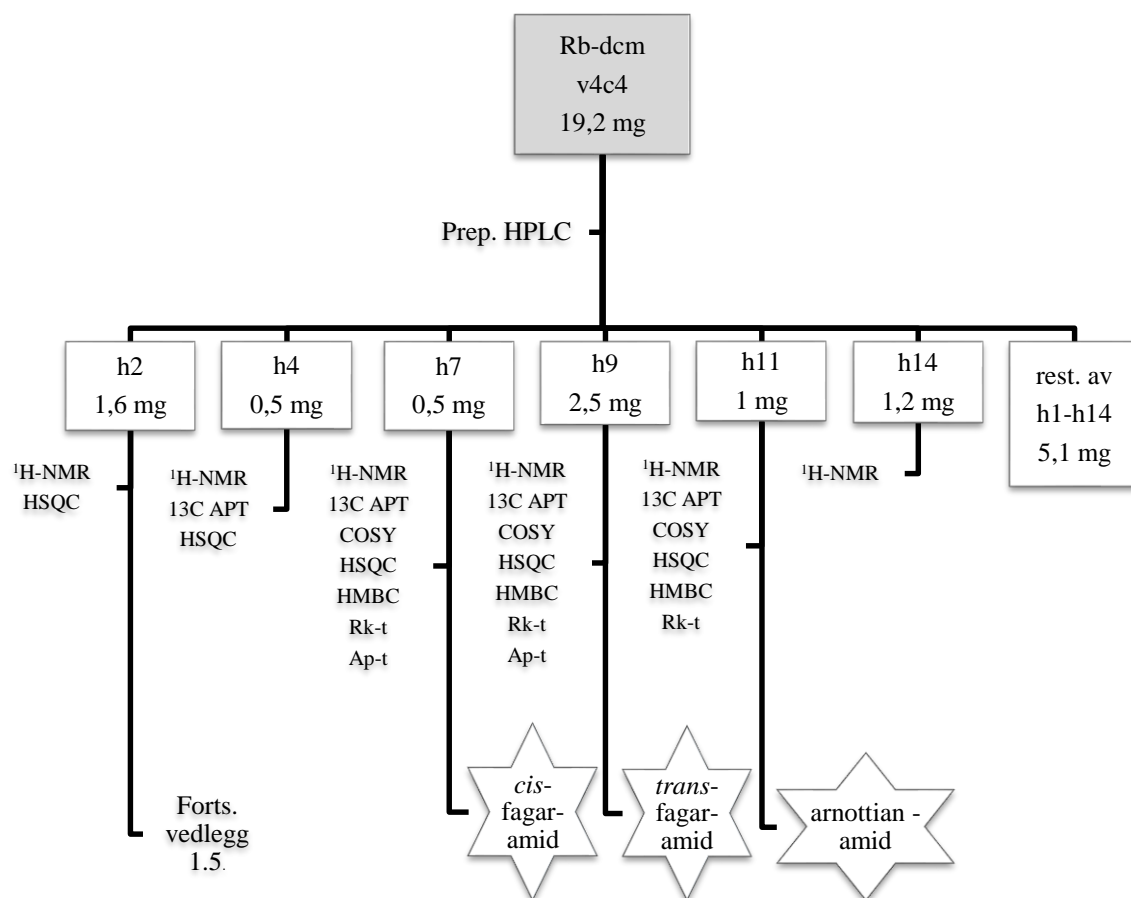 Rb-dcm
v4c4
19,2 mg
Prep. HPLC
h2
1,6 mg
h4
0,5 mg
h7
0,5 mg
h9
2,5 mg
h11
1 mg
h14
1,2 mg
rest. av
h1-h14
5,1 mg
¹H-NMR
HSQC
¹H-NMR
13C APT
HSQC
¹H-NMR
13C APT
COSY
HSQC
HMBC
Rk-t
Ap-t
¹H-NMR
13C APT
COSY
HSQC
HMBC
Rk-t
Ap-t
¹H-NMR
13C APT
COSY
HSQC
HMBC
Rk-t
¹H-NMR
Forts.
vedlegg
1.5.
cis-
fagar-
amid
trans-
fagar-
amid
arnottian -
amid